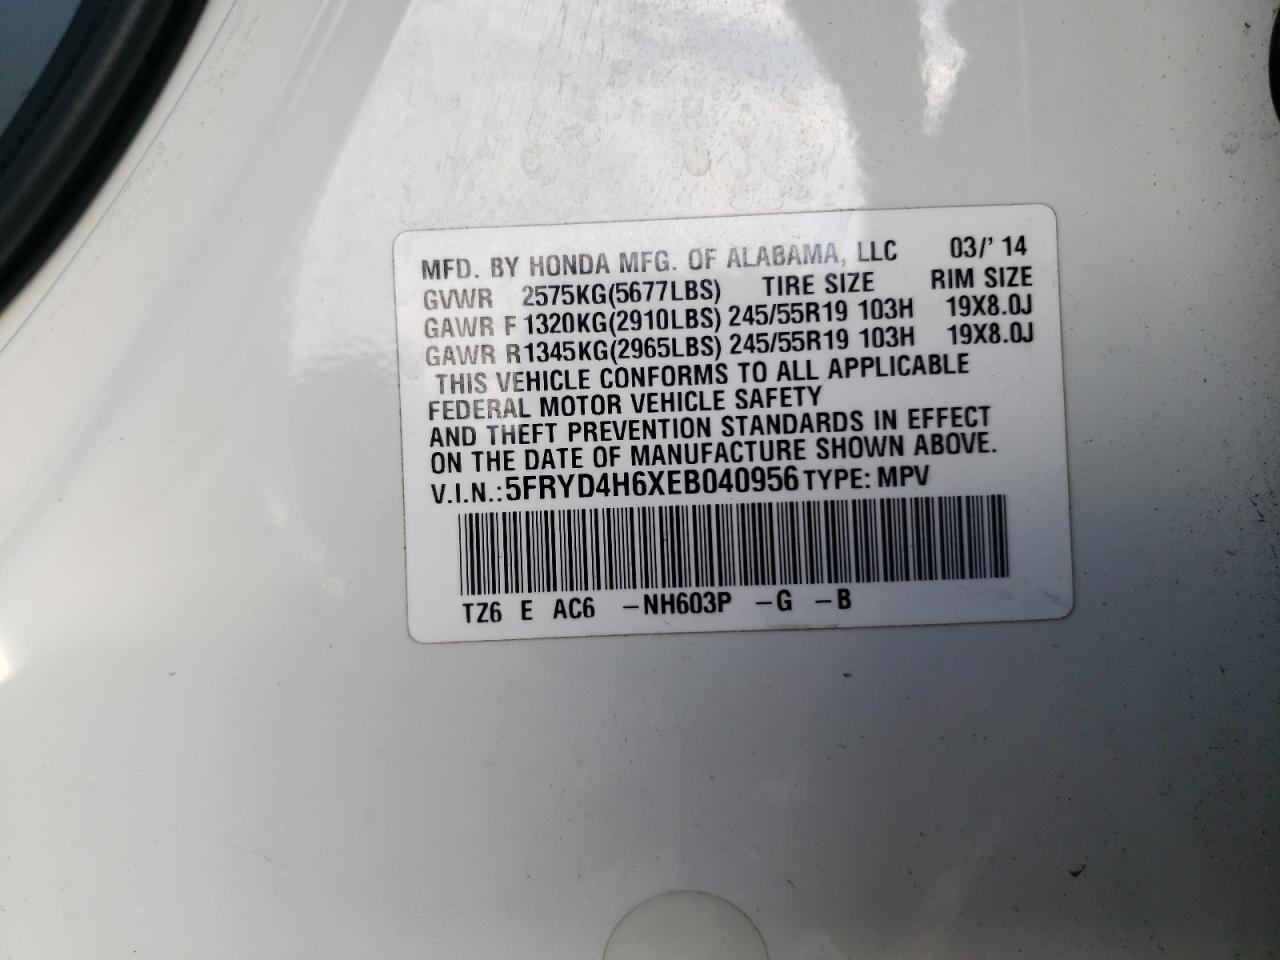 MFD. BY HONDA MFG. OF ALABAMA, LLC 03/' 14
GVWR 2575KG(5677LBS) TIRE SIZE RIM SIZE
GAWR F 1320KG(2910LBS) 245/55R19 103H 19X8.0J
GAWR R 1345KG(2965LBS) 245/55R19 103H 19X8.0J
THIS VEHICLE CONFORMS TO ALL APPLICABLE
FEDERAL MOTOR VEHICLE SAFETY
AND THEFT PREVENTION STANDARDS IN EFFECT
ON THE DATE OF MANUFACTURE SHOWN ABOVE.
V.I.N.:5FRYD4H6XEB040956 TYPE: MPV
TZ6 E AC6 -NH603P -G -B